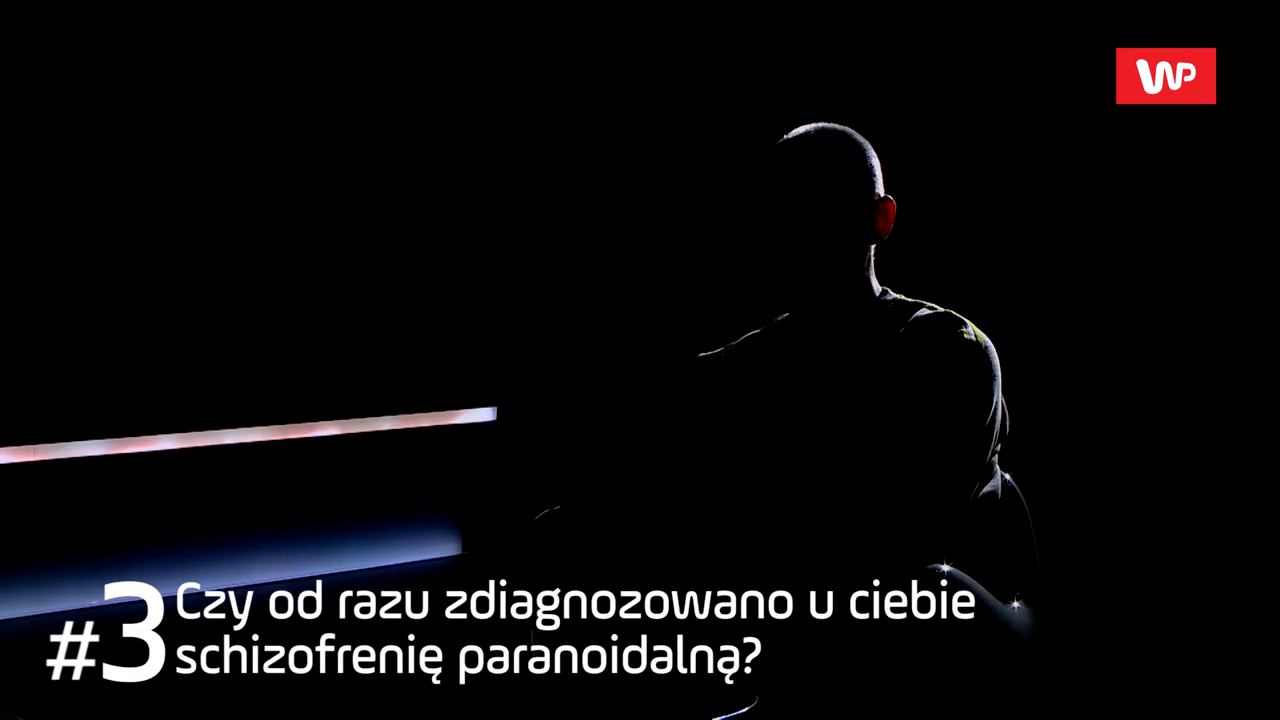 WP
#3 Czy od razu zdiagnozowano u ciebie
schizofrenię paranoidalną?